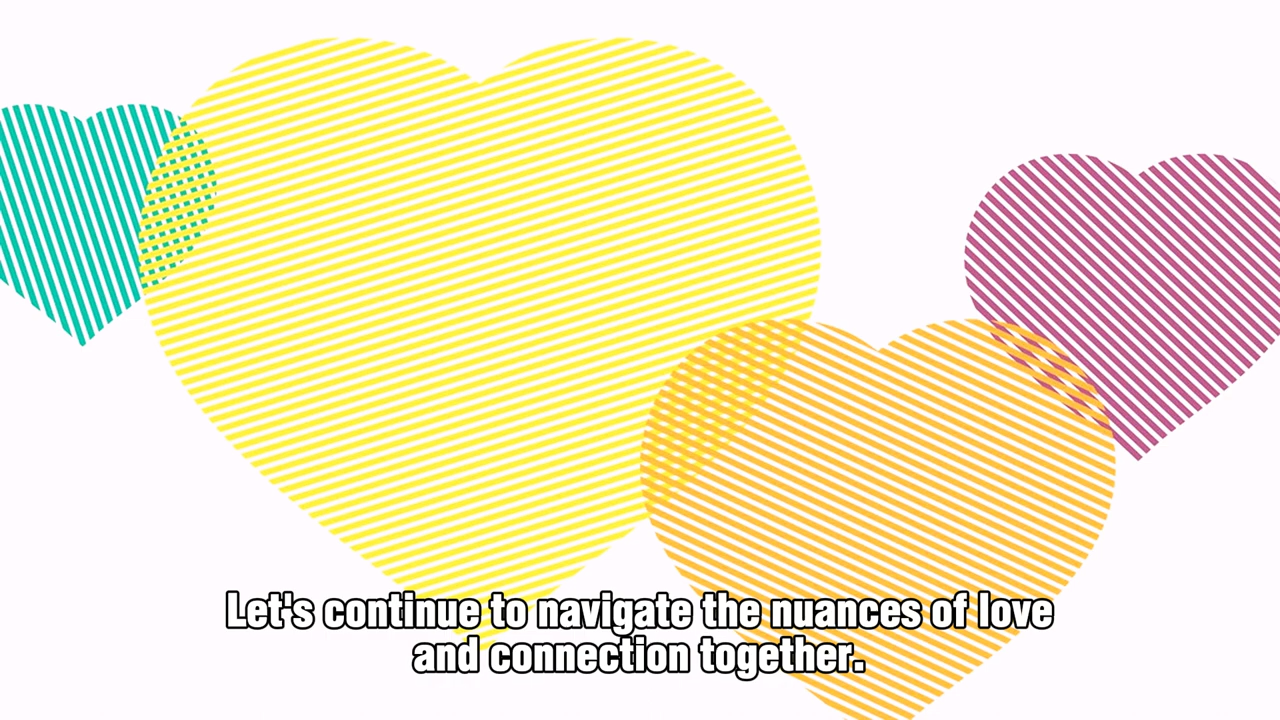 Let's continue to navigate the nuances of love
and connection together.